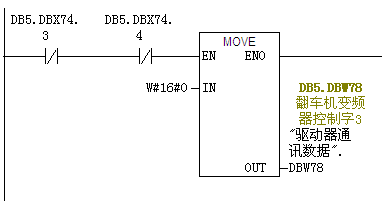 DB5.DBX74.
3
DB5.DBX74.
4
MOVE
EN
ENO
W#16#0
IN
DB5.DBW78
翻车机变频
器控制字3
"驱动器通
讯数据".
OUT
DBW78